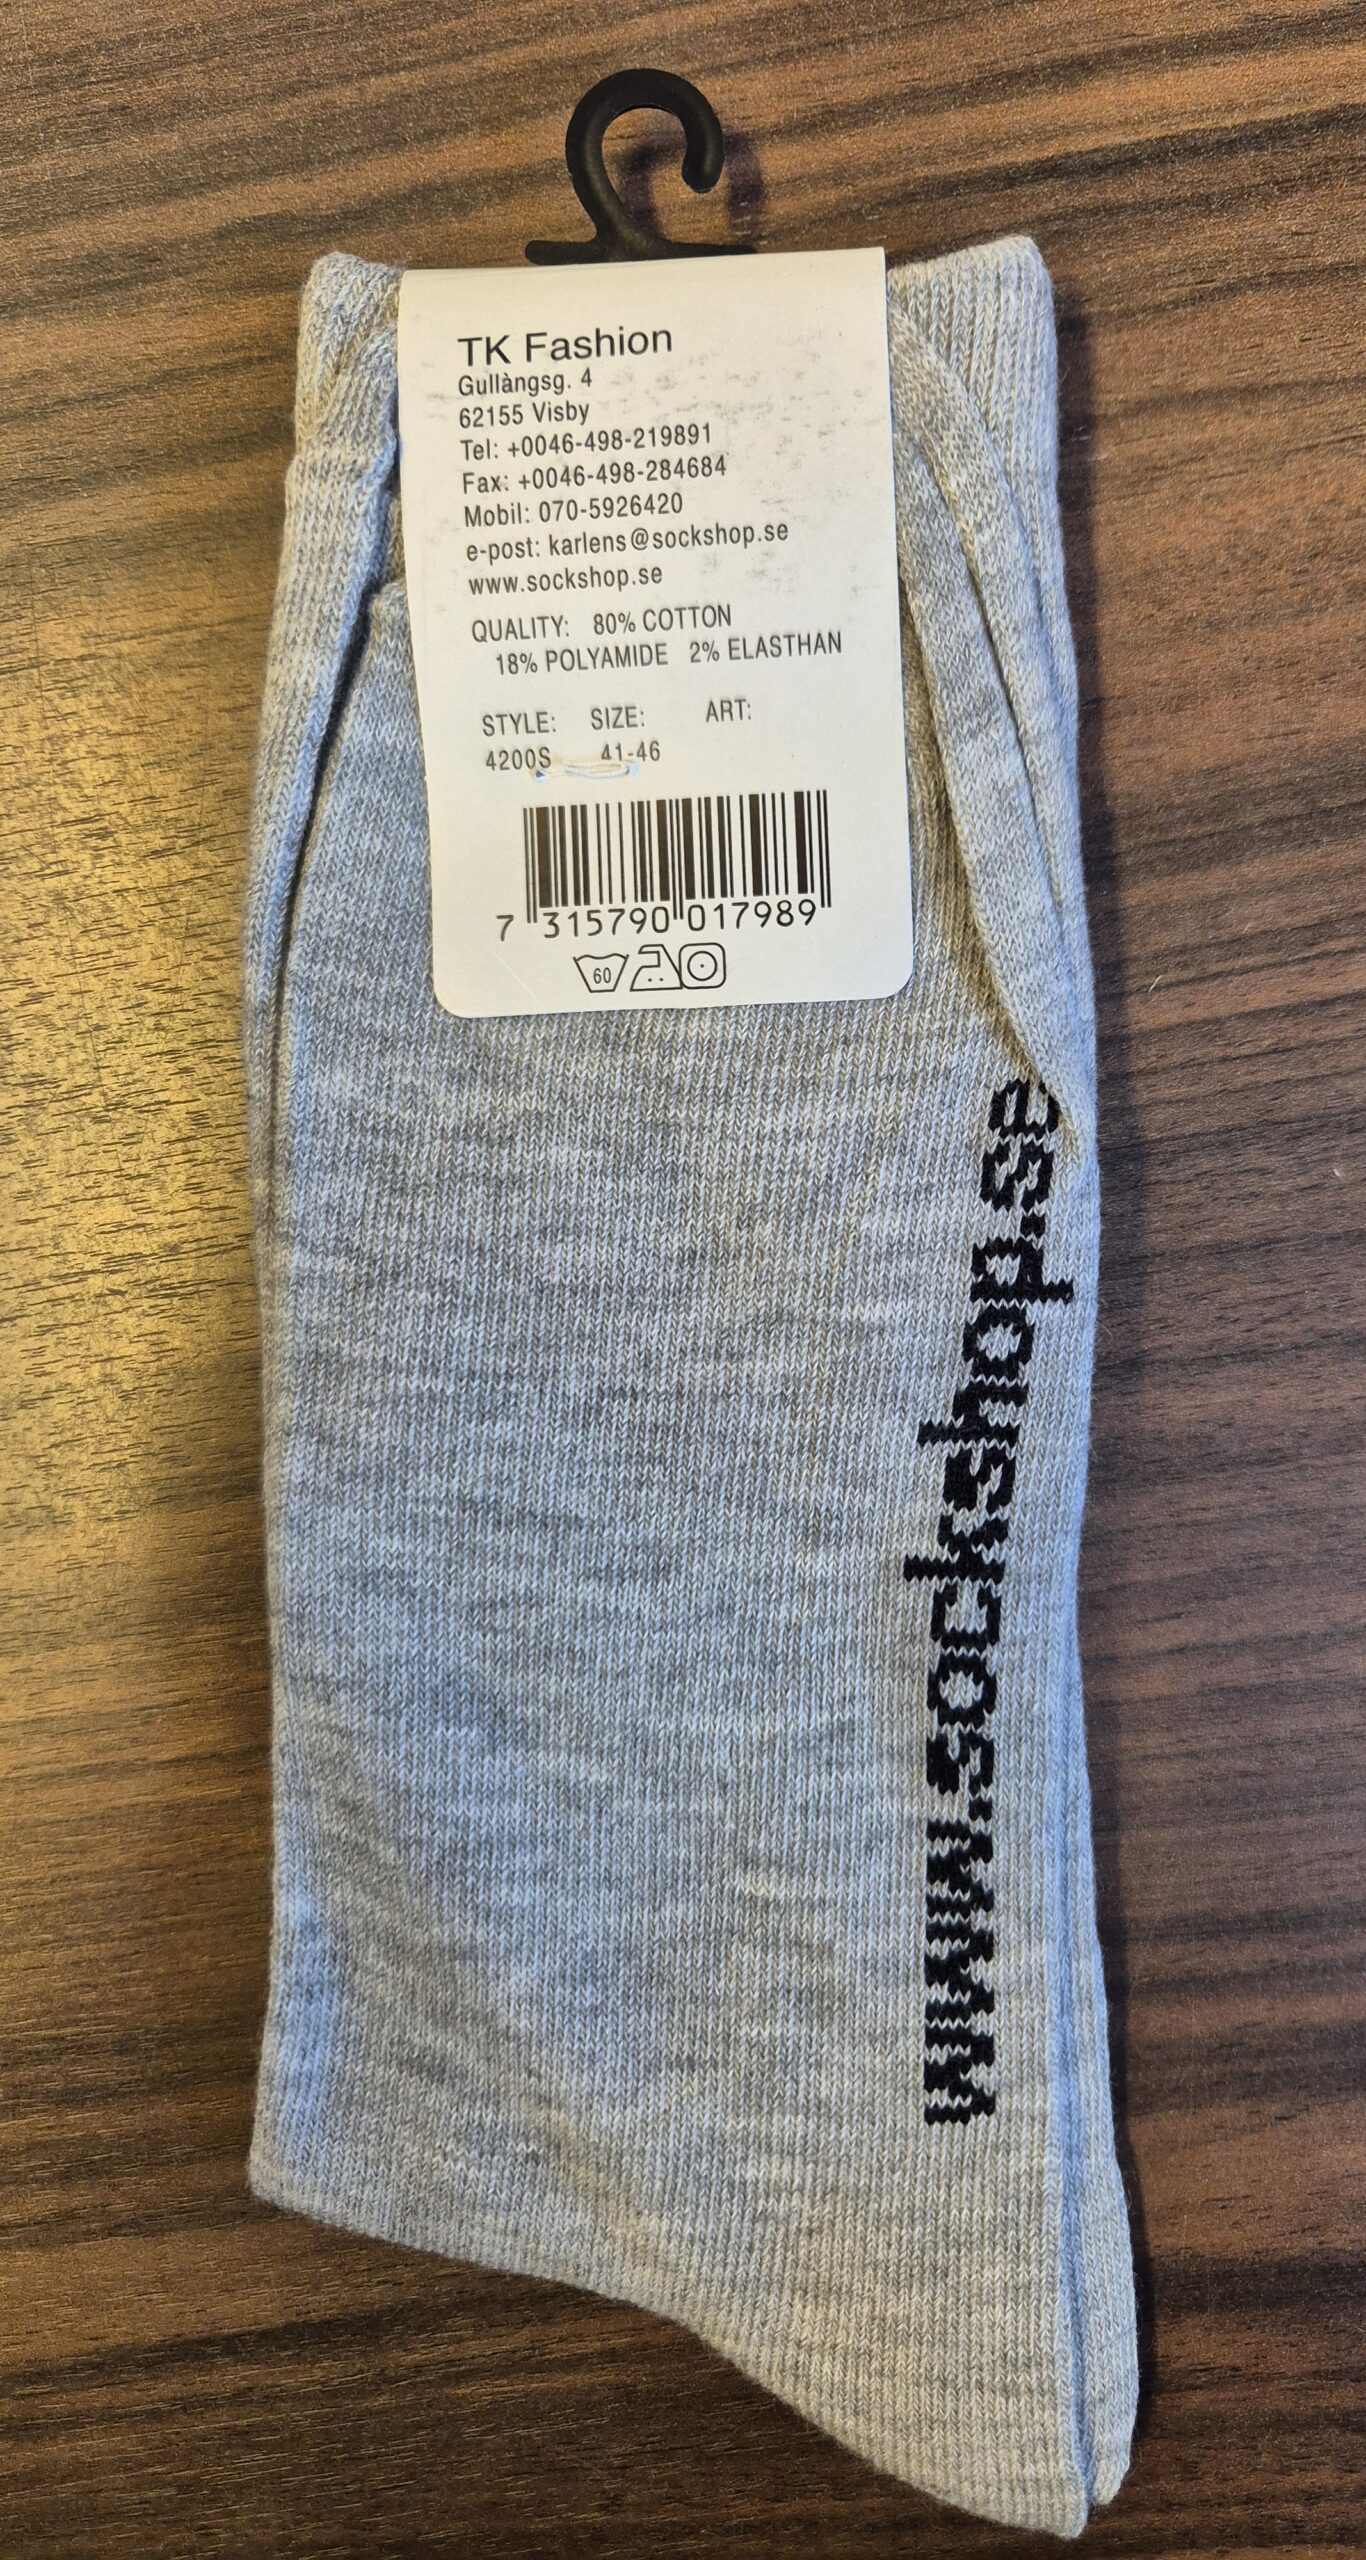 TK Fashion
Gullàngsg. 4
62155 Visby
Tel: +0046-498-219891
Fax: +0046-498-284684
Mobil: 070-5926420
e-post: karlens@sockshop.se
www.sockshop.se
QUALITY: 80% COTTON
18% POLYAMIDE 2% ELASTHAN
STYLE: SIZE: ART:
4200S 41-46
7 315790 017989
60
www.sockshop.se